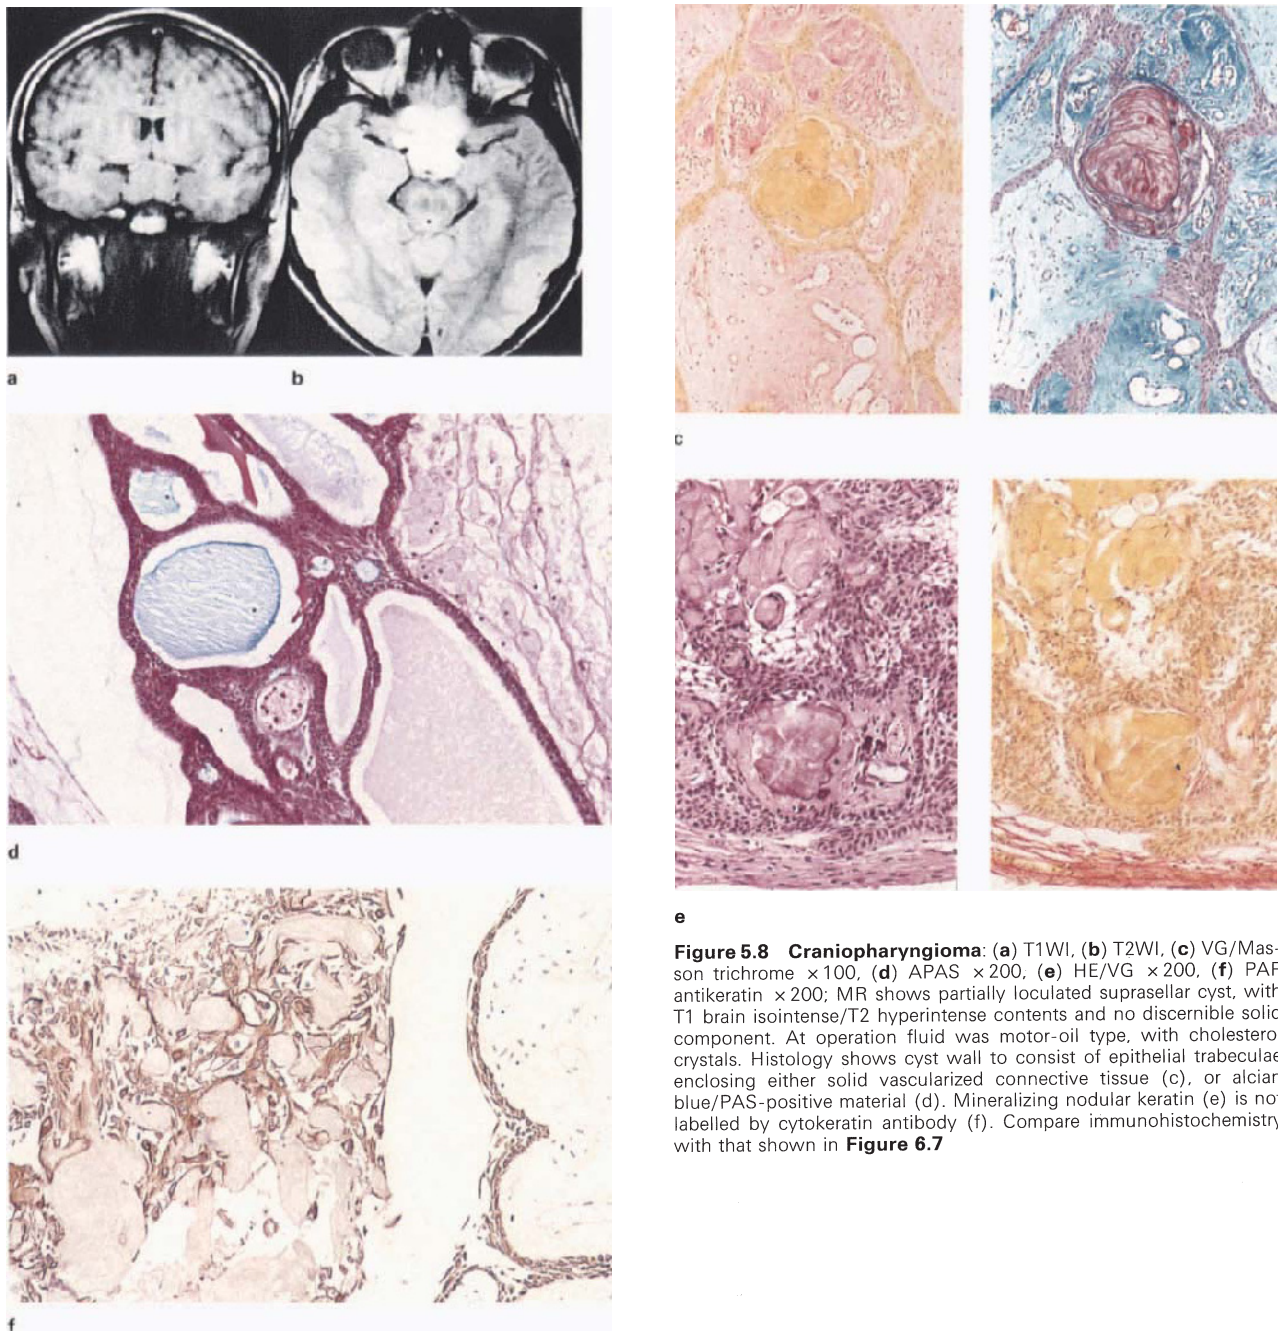 a
b
c
d
e
f
Figure 5.8 Craniopharyngioma: (a) T1WI, (b) T2WI, (c) VG/Mas-
son trichrome ×100, (d) APAS ×200, (e) HE/VG ×200, (f) PAP
antikeratin ×200; MR shows partially loculated suprasellar cyst, with
T1 brain isointense/T2 hyperintense contents and no discernible solid
component. At operation fluid was motor-oil type, with cholestero
crystals. Histology shows cyst wall to consist of epithelial trabeculae
enclosing either solid vascularized connective tissue (c), or alcian
blue/PAS-positive material (d). Mineralizing nodular keratin (e) is not
labelled by cytokeratin antibody (f). Compare immunohistochemistry
with that shown in Figure 6.7